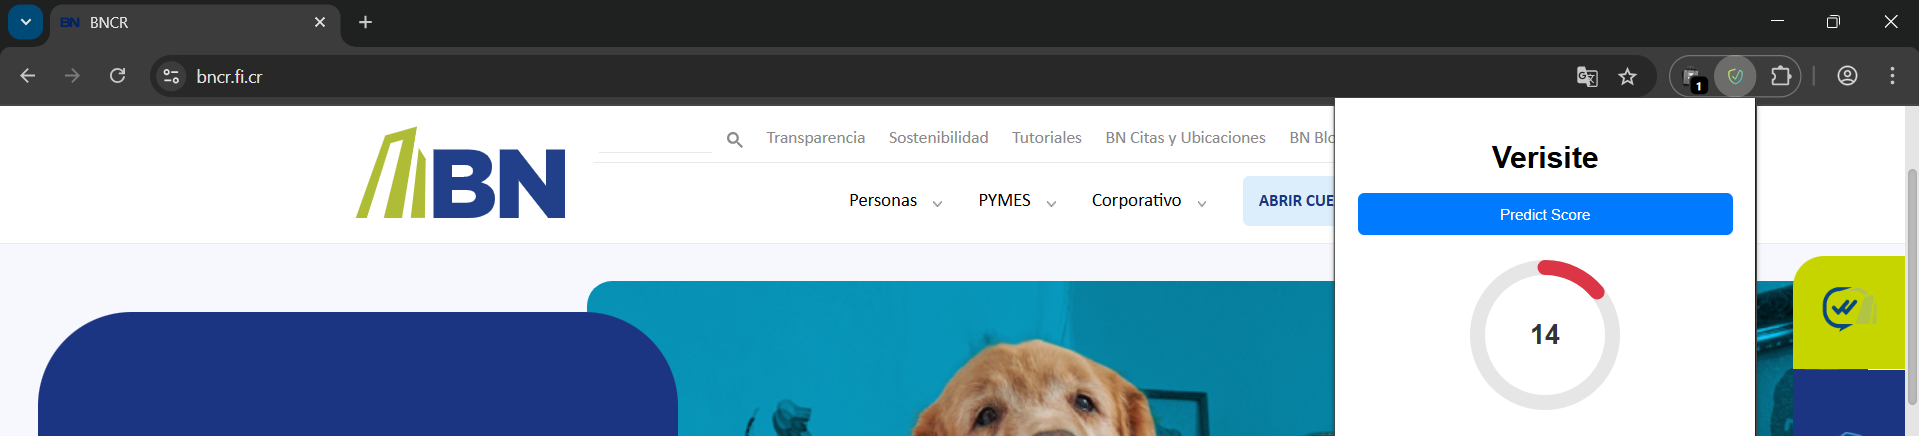 BN BNCR
bncr.fi.cr
1
Transparencia Sostenibilidad Tutoriales BN Citas y Ubicaciones BN Blo
BN
Personas PYMES Corporativo ABRIR CUE
Verisite
Predict Score
14